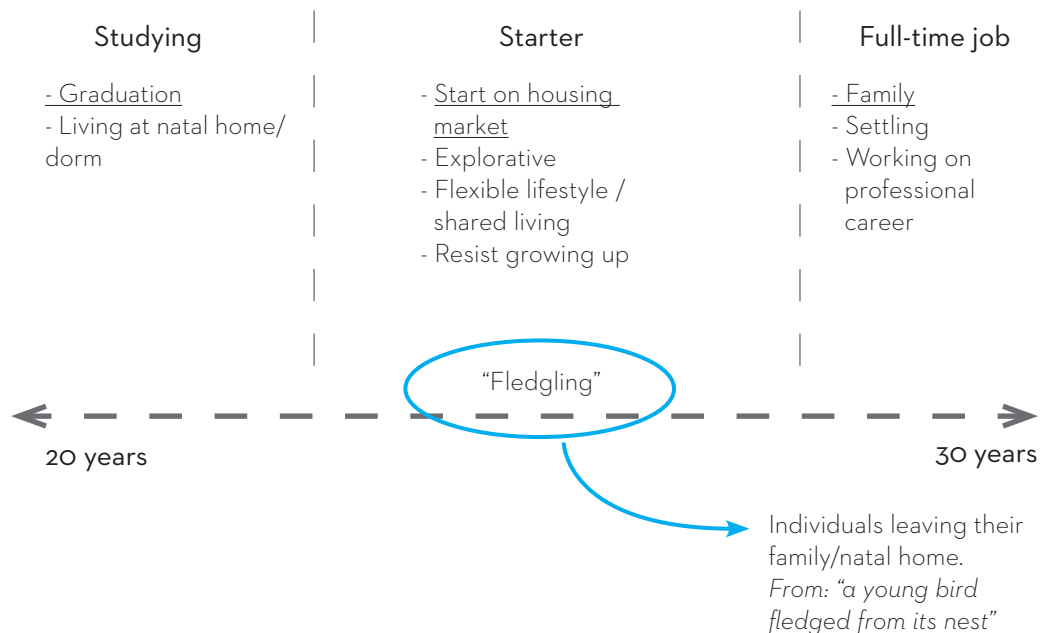 Studying
- Graduation
- Living at natal home/
dorm
Starter
- Start on housing
market
- Explorative
- Flexible lifestyle /
shared living
- Resist growing up
Full-time job
- Family
- Settling
- Working on
professional
career
“Fledgling”
20 years
30 years
Individuals leaving their
family/natal home.
From: “a young bird
fledged from its nest”